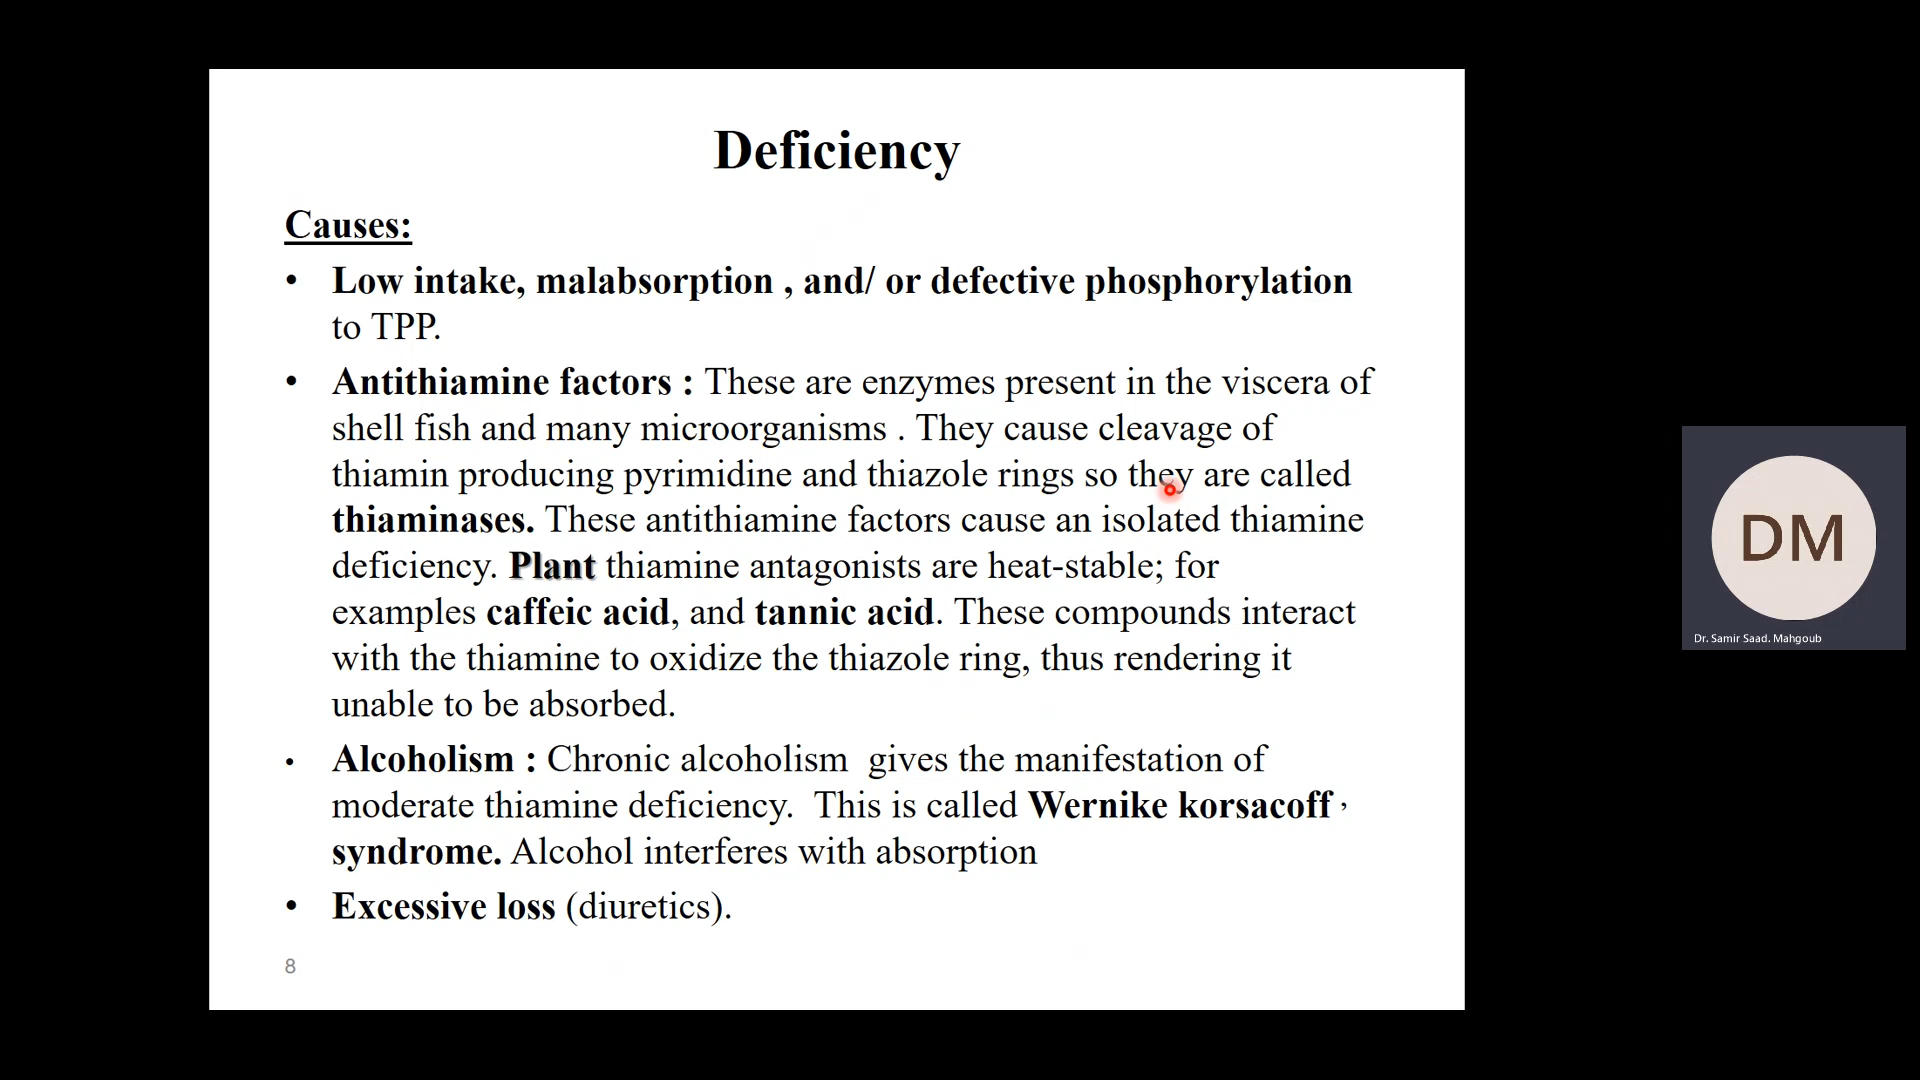 Deficiency
Causes:
• Low intake, malabsorption , and/ or defective phosphorylation
to TPP.
• Antithiamine factors : These are enzymes present in the viscera of
shell fish and many microorganisms . They cause cleavage of
thiamin producing pyrimidine and thiazole rings so they are called
thiaminases. These antithiamine factors cause an isolated thiamine
deficiency. Plant thiamine antagonists are heat-stable; for
examples caffeic acid, and tannic acid. These compounds interact
with the thiamine to oxidize the thiazole ring, thus rendering it
unable to be absorbed.
• Alcoholism : Chronic alcoholism  gives the manifestation of
moderate thiamine deficiency.  This is called Wernike korsacoff ,
syndrome. Alcohol interferes with absorption
• Excessive loss (diuretics).
8
DM
Dr. Samir Saad. Mahgoub